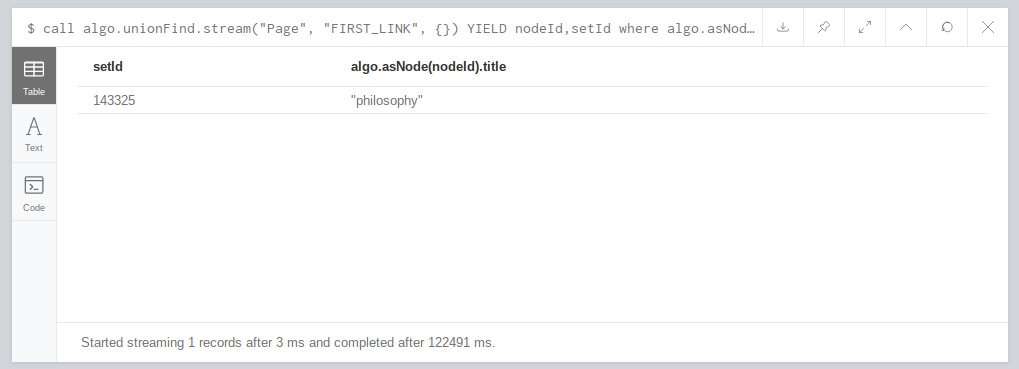 $ call algo.unionFind.stream("Page", "FIRST_LINK", {}) YIELD nodeId,setId where algo.asNod…
Table
setId algo.asNode(nodeId).title
143325 "philosophy"
Text
Code
Started streaming 1 records after 3 ms and completed after 122491 ms.